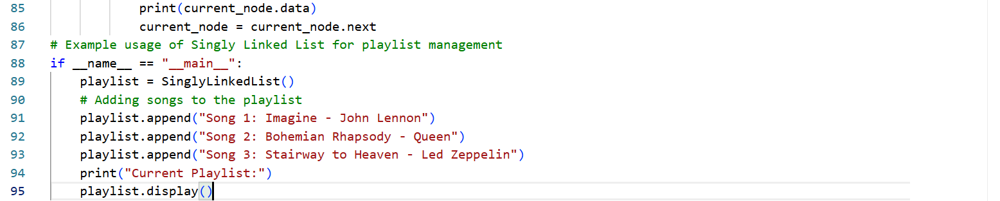 85 print(current_node.data)
86 current_node = current_node.next
87 # Example usage of Singly Linked List for playlist management
88 if __name__ == "__main__":
89 playlist = SinglyLinkedList()
90 # Adding songs to the playlist
91 playlist.append("Song 1: Imagine - John Lennon")
92 playlist.append("Song 2: Bohemian Rhapsody - Queen")
93 playlist.append("Song 3: Stairway to Heaven - Led Zeppelin")
94 print("Current Playlist:")
95 playlist.display()